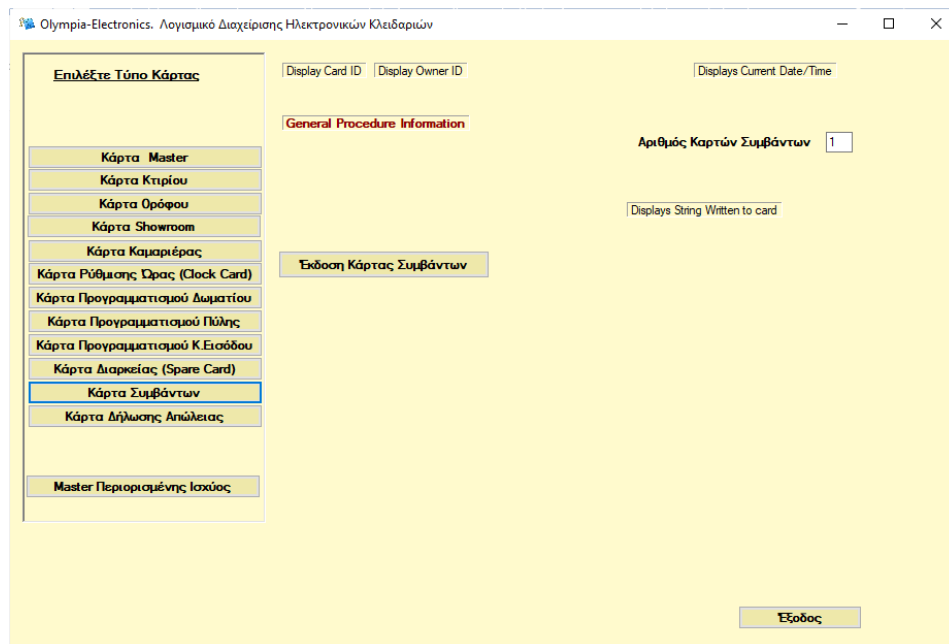 Olympia-Electronics. Λογισμικό Διαχείρισης Ηλεκτρονικών Κλειδαριών
Επιλέξτε Τύπο Κάρτας
Κάρτα Master
Κάρτα Κτιρίου
Κάρτα Ορόφου
Κάρτα Showroom
Κάρτα Καμαριέρας
Κάρτα Ρύθμισης Ώρας (Clock Card)
Κάρτα Προγραμματισμού Δωματίου
Κάρτα Προγραμματισμού Πύλης
Κάρτα Προγραμματισμού Κ.Εισόδου
Κάρτα Διαρκείας (Spare Card)
Κάρτα Συμβάντων
Κάρτα Δήλωσης Απώλειας
Master Περιορισμένης Ισχύος
Display Card ID Display Owner ID
Displays Current Date/Time
General Procedure Information
Αριθμός Καρτών Συμβάντων 1
Displays String Written to card
Έκδοση Κάρτας Συμβάντων
Έξοδος